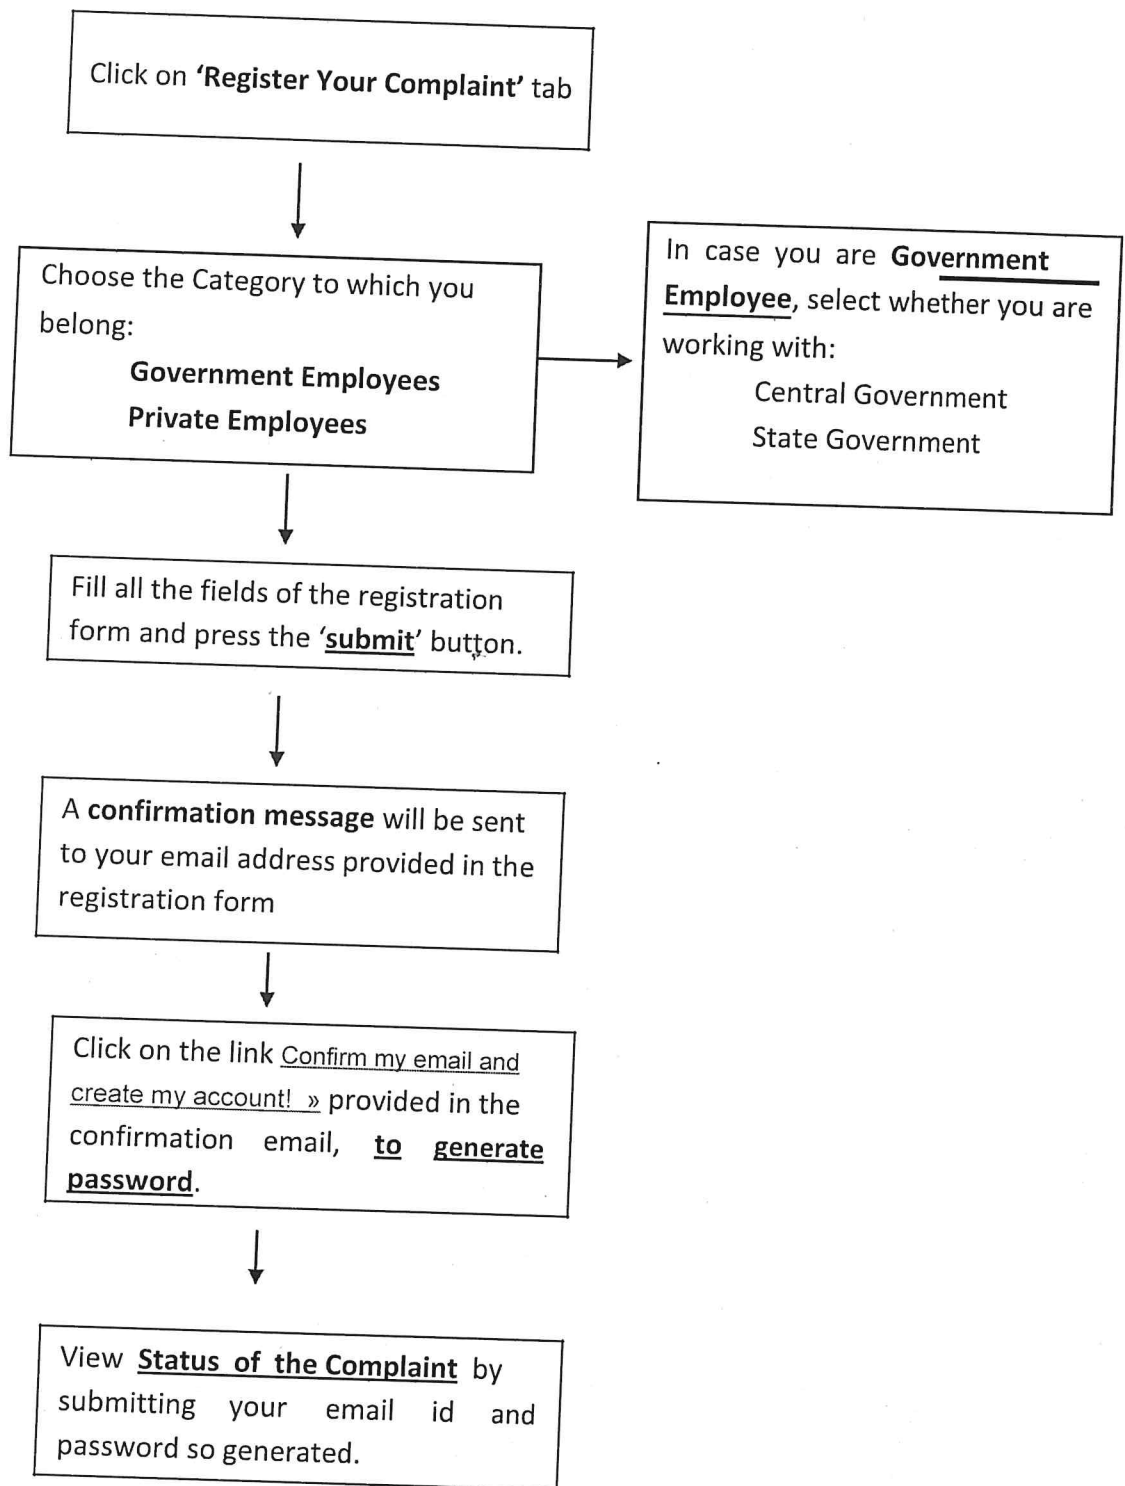 Click on ‘Register Your Complaint’ tab
Choose the Category to which you
belong:
Government Employees
Private Employees
In case you are Government
Employee, select whether you are
working with:
Central Government
State Government
Fill all the fields of the registration
form and press the ‘submit’ button.
A confirmation message will be sent
to your email address provided in the
registration form
Click on the link Confirm my email and
create my account! » provided in the
confirmation email, to generate
password.
View Status of the Complaint by
submitting your email id and
password so generated.